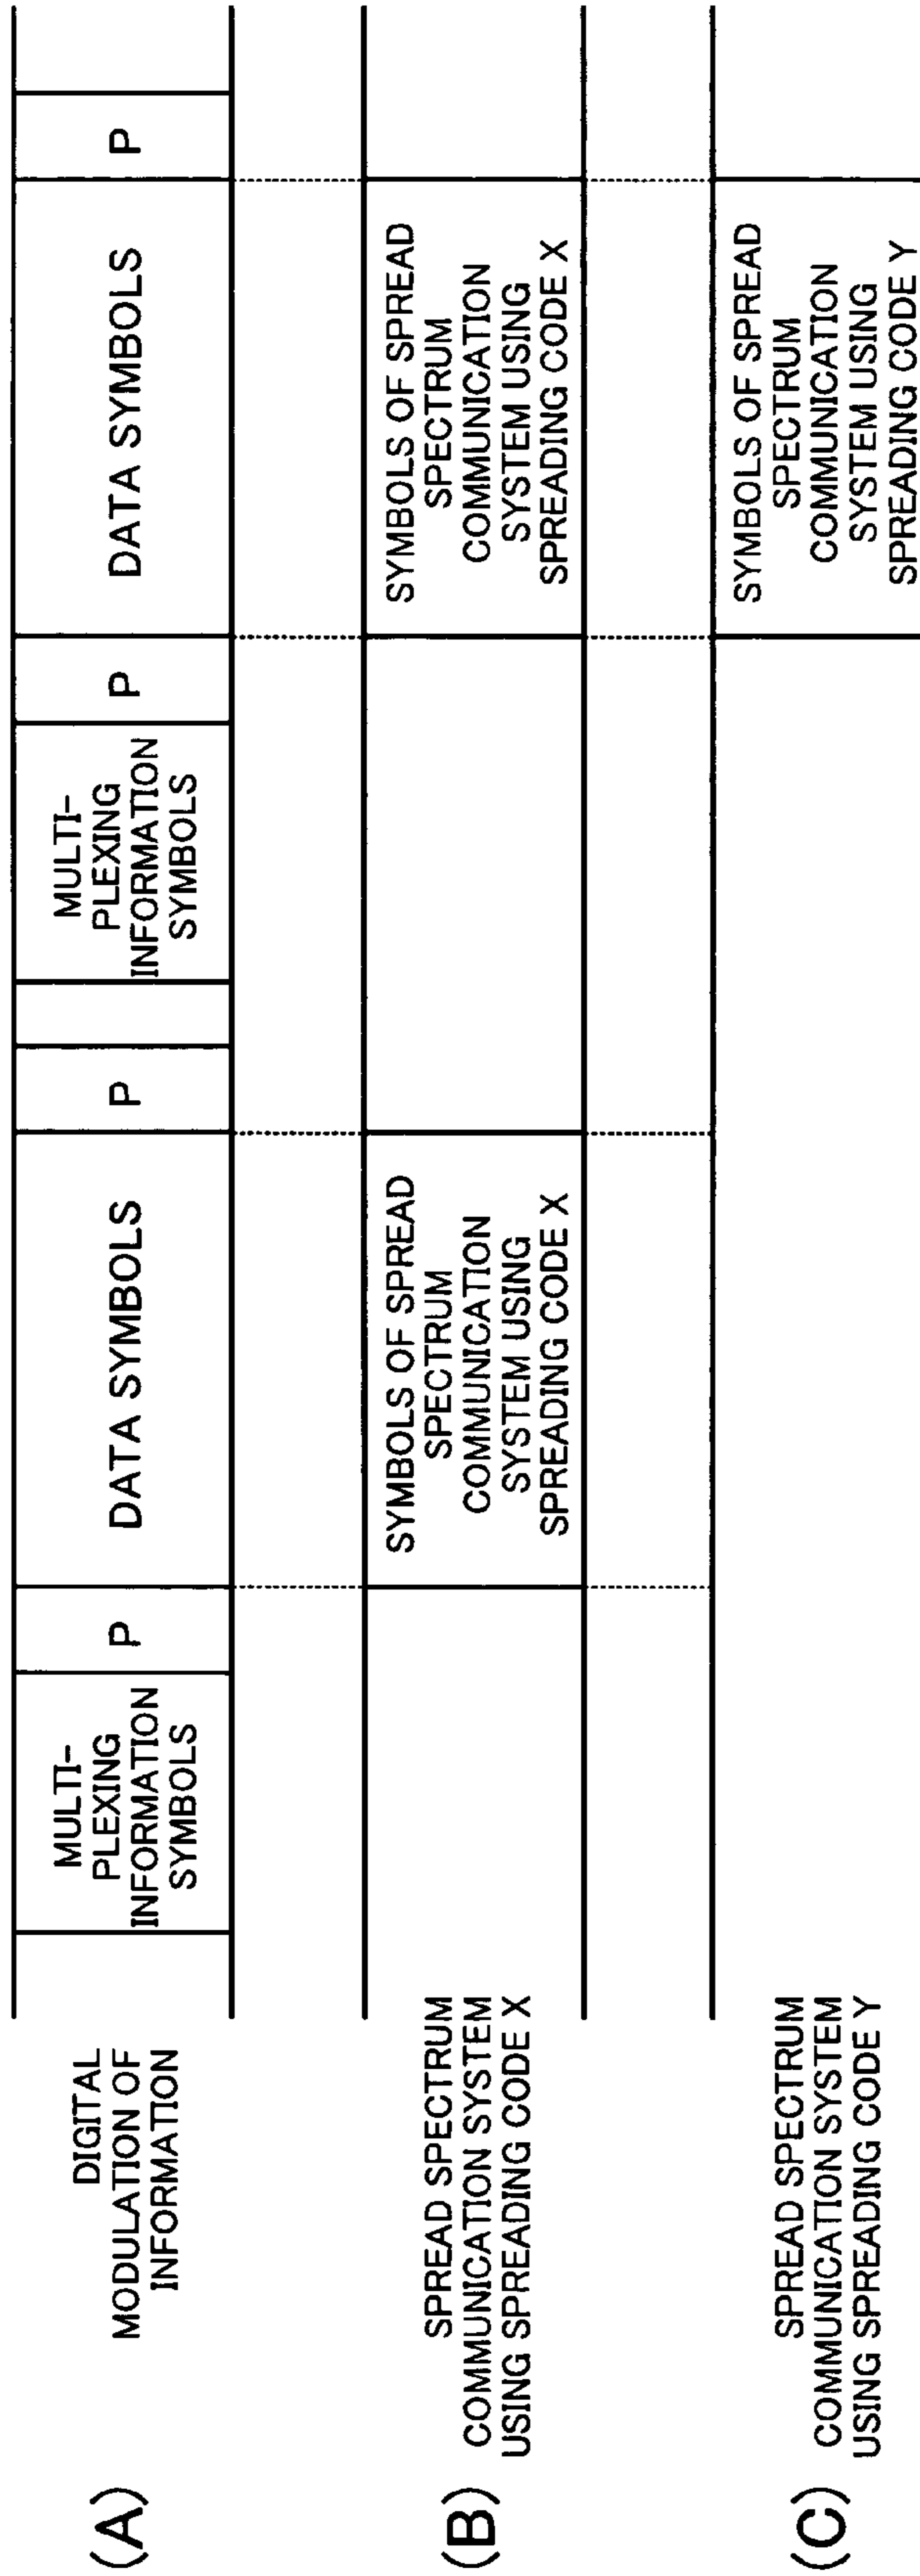 (A)
DIGITAL
MODULATION OF
INFORMATION
MULTI-
PLEXING
INFORMATION
SYMBOLS
P
DATA SYMBOLS
P
MULTI-
PLEXING
INFORMATION
SYMBOLS
P
DATA SYMBOLS
P
(B)
SPREAD SPECTRUM
COMMUNICATION SYSTEM
USING SPREADING CODE X
SYMBOLS OF SPREAD
SPECTRUM
COMMUNICATION
SYSTEM USING
SPREADING CODE X
SYMBOLS OF SPREAD
SPECTRUM
COMMUNICATION
SYSTEM USING
SPREADING CODE X
(C)
SPREAD SPECTRUM
COMMUNICATION SYSTEM
USING SPREADING CODE Y
SYMBOLS OF SPREAD
SPECTRUM
COMMUNICATION
SYSTEM USING
SPREADING CODE Y